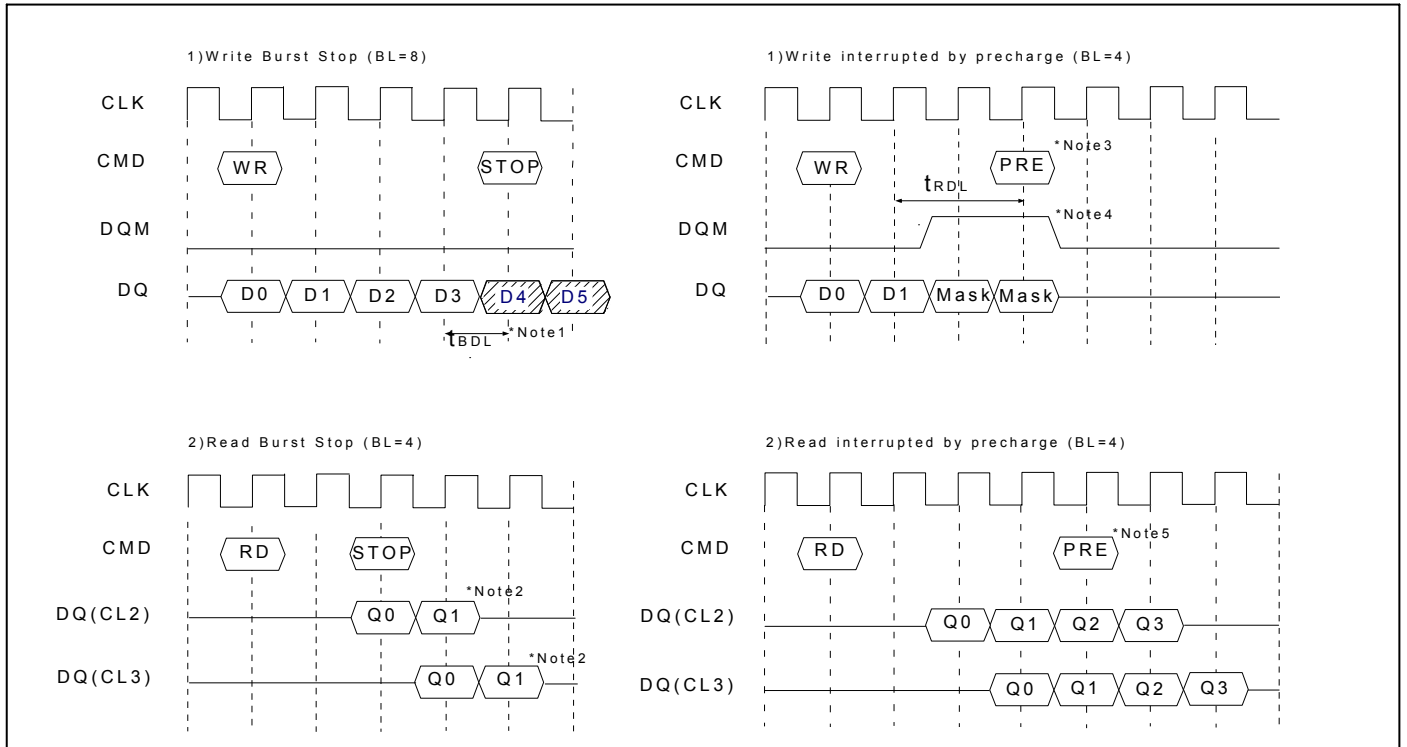 1)Write Burst Stop (BL=8)
CLK
CMD
WR
STOP
DQM
DQ
D0
D1
D2
D3
D4
D5
tBDL
*Note1
1)Write interrupted by precharge (BL=4)
CLK
CMD
WR
PRE
*Note3
tRDL
DQM
*Note4
DQ
D0
D1
Mask
Mask
2)Read Burst Stop (BL=4)
CLK
CMD
RD
STOP
DQ(CL2)
Q0
Q1
*Note2
DQ(CL3)
Q0
Q1
*Note2
2)Read interrupted by precharge (BL=4)
CLK
CMD
RD
PRE
*Note5
DQ(CL2)
Q0
Q1
Q2
Q3
DQ(CL3)
Q0
Q1
Q2
Q3